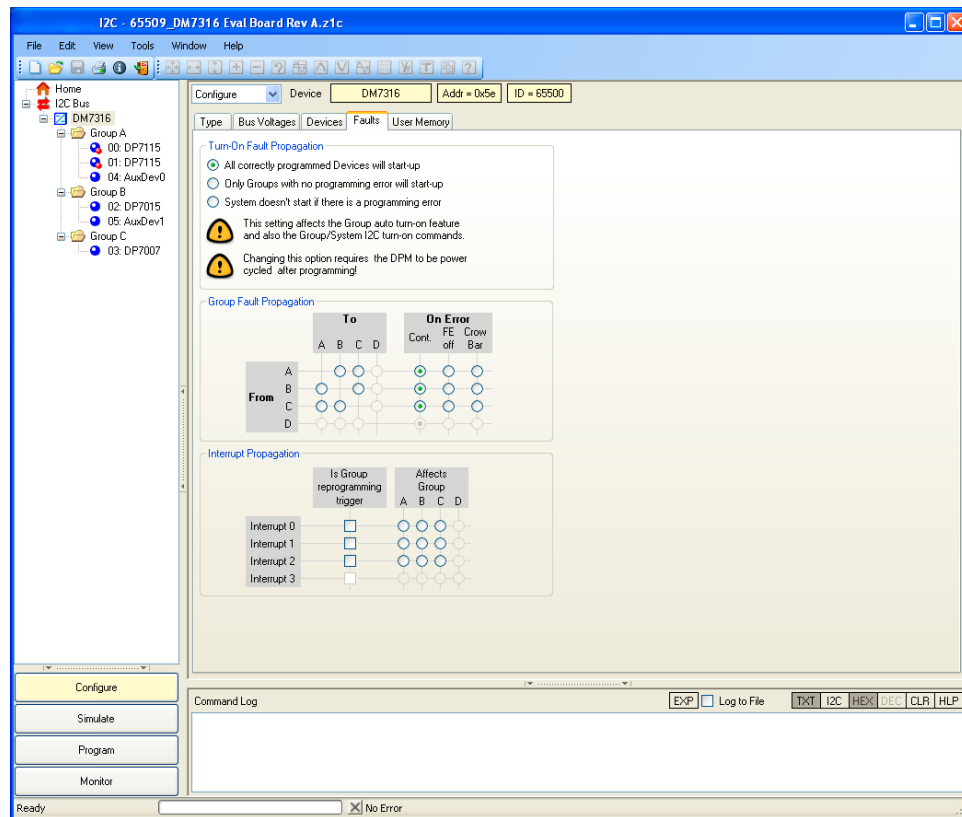 I2C - 65509_DM7316 Eval Board Rev A.z1c
File Edit View Tools Window Help
Home
I2C Bus
DM7316
Group A
00: DP7115
01: DP7115
04: AuxDev0
Group B
02: DP7015
05: AuxDev1
Group C
03: DP7007
Configure Device DM7316 Addr = 0x5e ID = 65500
Type Bus Voltages Devices Faults User Memory
Turn-On Fault Propagation
All correctly programmed Devices will start-up
Only Groups with no programming error will start-up
System doesn't start if there is a programming error
This setting affects the Group auto turn-on feature
and also the Group/System I2C turn-on commands.
Changing this option requires the DPM to be power
cycled after programming!
Group Fault Propagation
To On Error
A B C D Cont. FE off Crow Bar
From
A
B
C
D
Interrupt Propagation
Is Group reprogramming trigger
Affects Group
A B C D
Interrupt 0
Interrupt 1
Interrupt 2
Interrupt 3
Configure
Simulate
Program
Monitor
Command Log EXP Log to File TXT I2C HEX DEC CLR HLP
Ready No Error